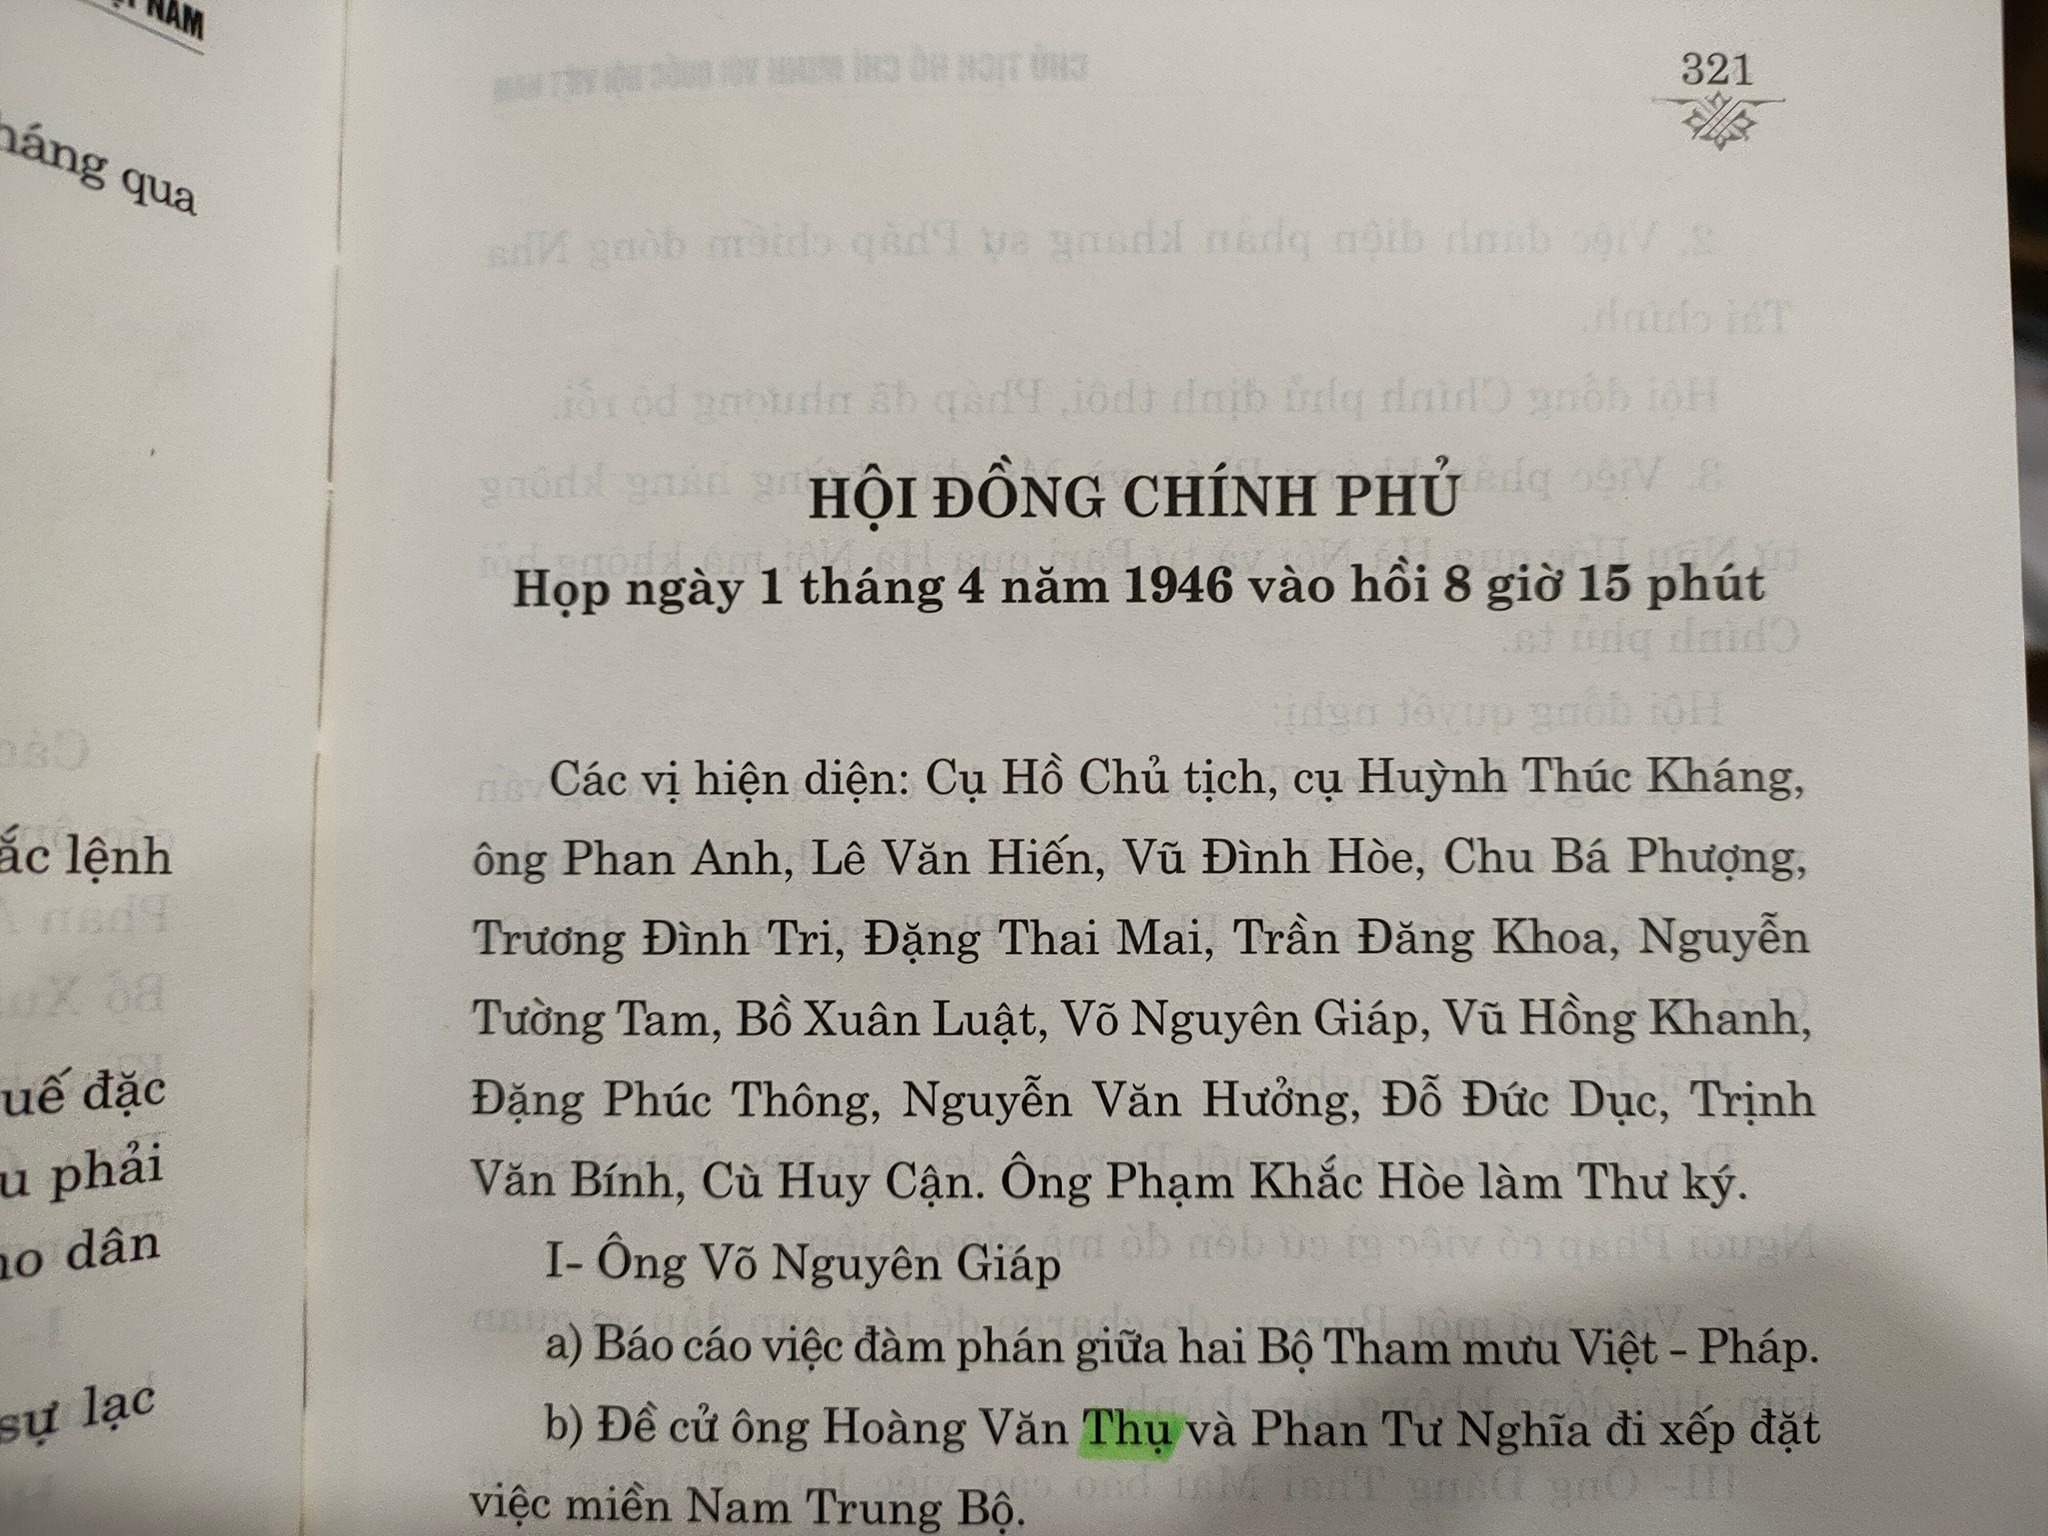 NAM
háng qua
ắc lệnh
uế đặc
u phải
ho dân
sự lạc
321
HỘI ĐỒNG CHÍNH PHỦ
Họp ngày 1 tháng 4 năm 1946 vào hồi 8 giờ 15 phút
Các vị hiện diện: Cụ Hồ Chủ tịch, cụ Huỳnh Thúc Kháng,
ông Phan Anh, Lê Văn Hiến, Vũ Đình Hòe, Chu Bá Phượng,
Trương Đình Tri, Đặng Thai Mai, Trần Đăng Khoa, Nguyễn
Tường Tam, Bồ Xuân Luật, Võ Nguyên Giáp, Vũ Hồng Khanh,
Đặng Phúc Thông, Nguyễn Văn Hưởng, Đỗ Đức Dục, Trịnh
Văn Bính, Cù Huy Cận. Ông Phạm Khắc Hòe làm Thư ký.
I- Ông Võ Nguyên Giáp
a) Báo cáo việc đàm phán giữa hai Bộ Tham mưu Việt - Pháp.
b) Đề cử ông Hoàng Văn Thụ và Phan Tư Nghĩa đi xếp đặt
việc miền Nam Trung Bộ.